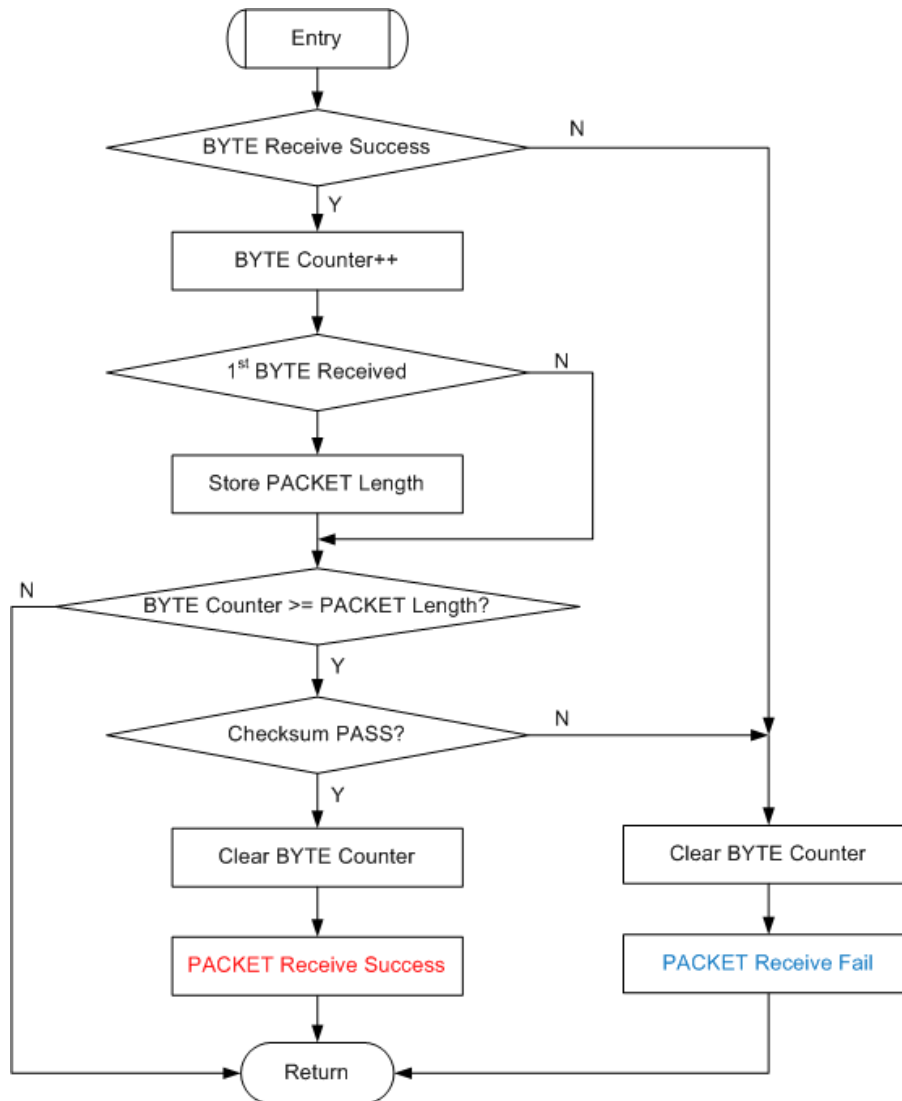 Entry
BYTE Receive Success
N
Y
BYTE Counter++
1st BYTE Received
N
Store PACKET Length
N
BYTE Counter >= PACKET Length?
Y
Checksum PASS?
N
Y
Clear BYTE Counter
Clear BYTE Counter
PACKET Receive Success
PACKET Receive Fail
Return